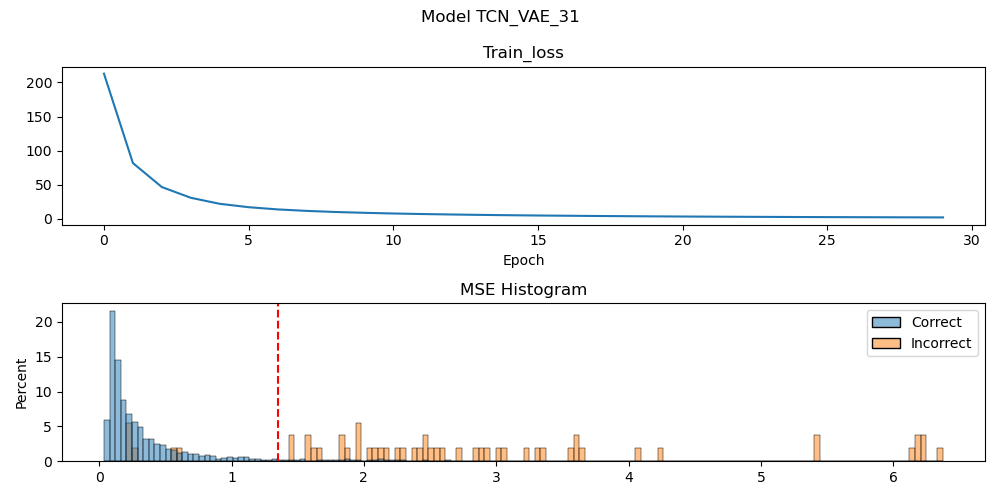 Model TCN_VAE_31
Train_loss
200
150
100
50
0
0 5 10 15 20 25 30
Epoch
MSE Histogram
Percent
20
15
10
5
0
Correct
Incorrect
0 1 2 3 4 5 6